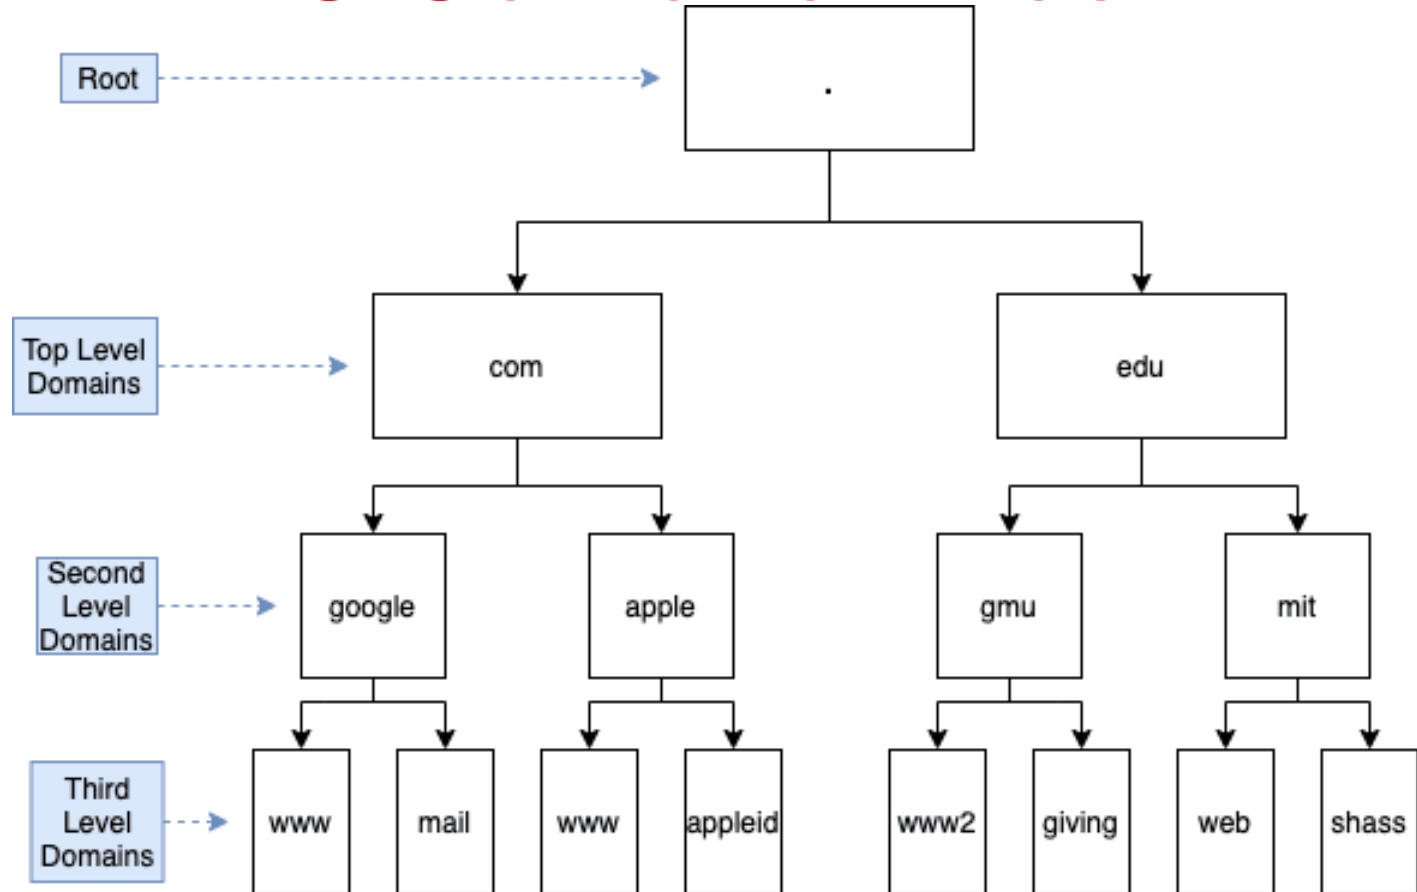 Root
.
Top Level
Domains
com
edu
Second
Level
Domains
google
apple
gmu
mit
Third
Level
Domains
www
mail
www
appleid
www2
giving
web
shass